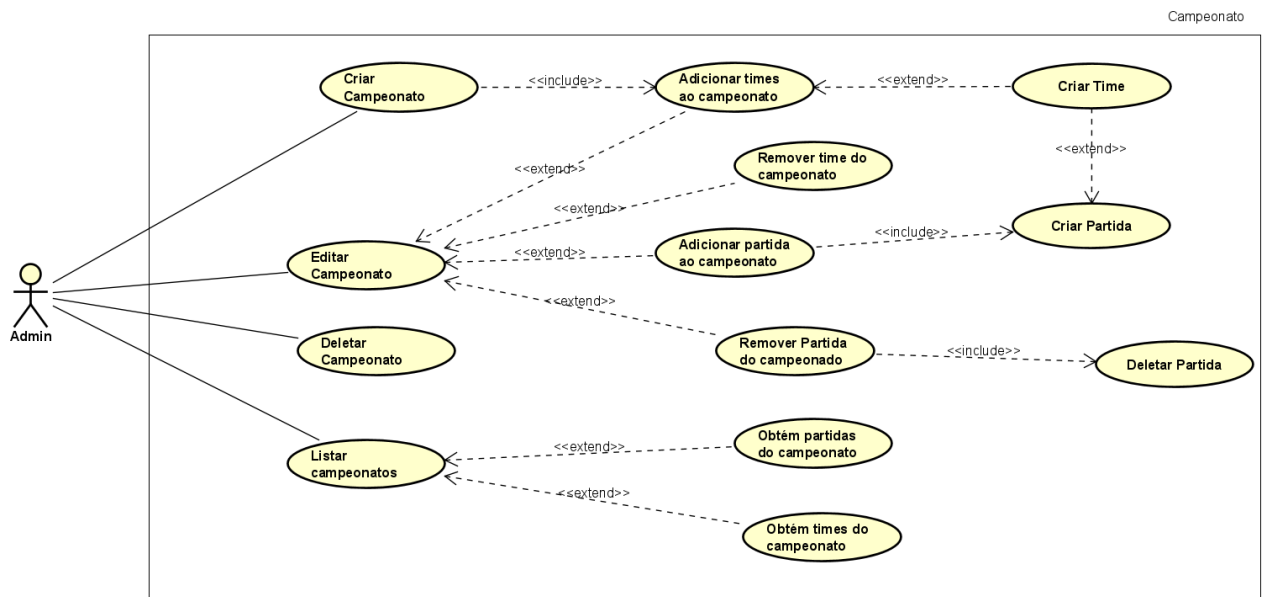 Campeonato
Criar
Campeonato
<<include>>
Adicionar times
ao campeonato
<<extend>>
Criar Time
<<extend>>
<<extend>>
Remover time do
campeonato
<<extend>>
Adicionar partida
ao campeonato
<<include>>
Criar Partida
Editar
Campeonato
<<extend>>
<<extend>>
Admin
Deletar
Campeonato
Remover Partida
do campeonado
<<include>>
Deletar Partida
Listar
campeonatos
<<extend>>
Obtém partidas
do campeonato
<<extend>>
Obtém times do
campeonato